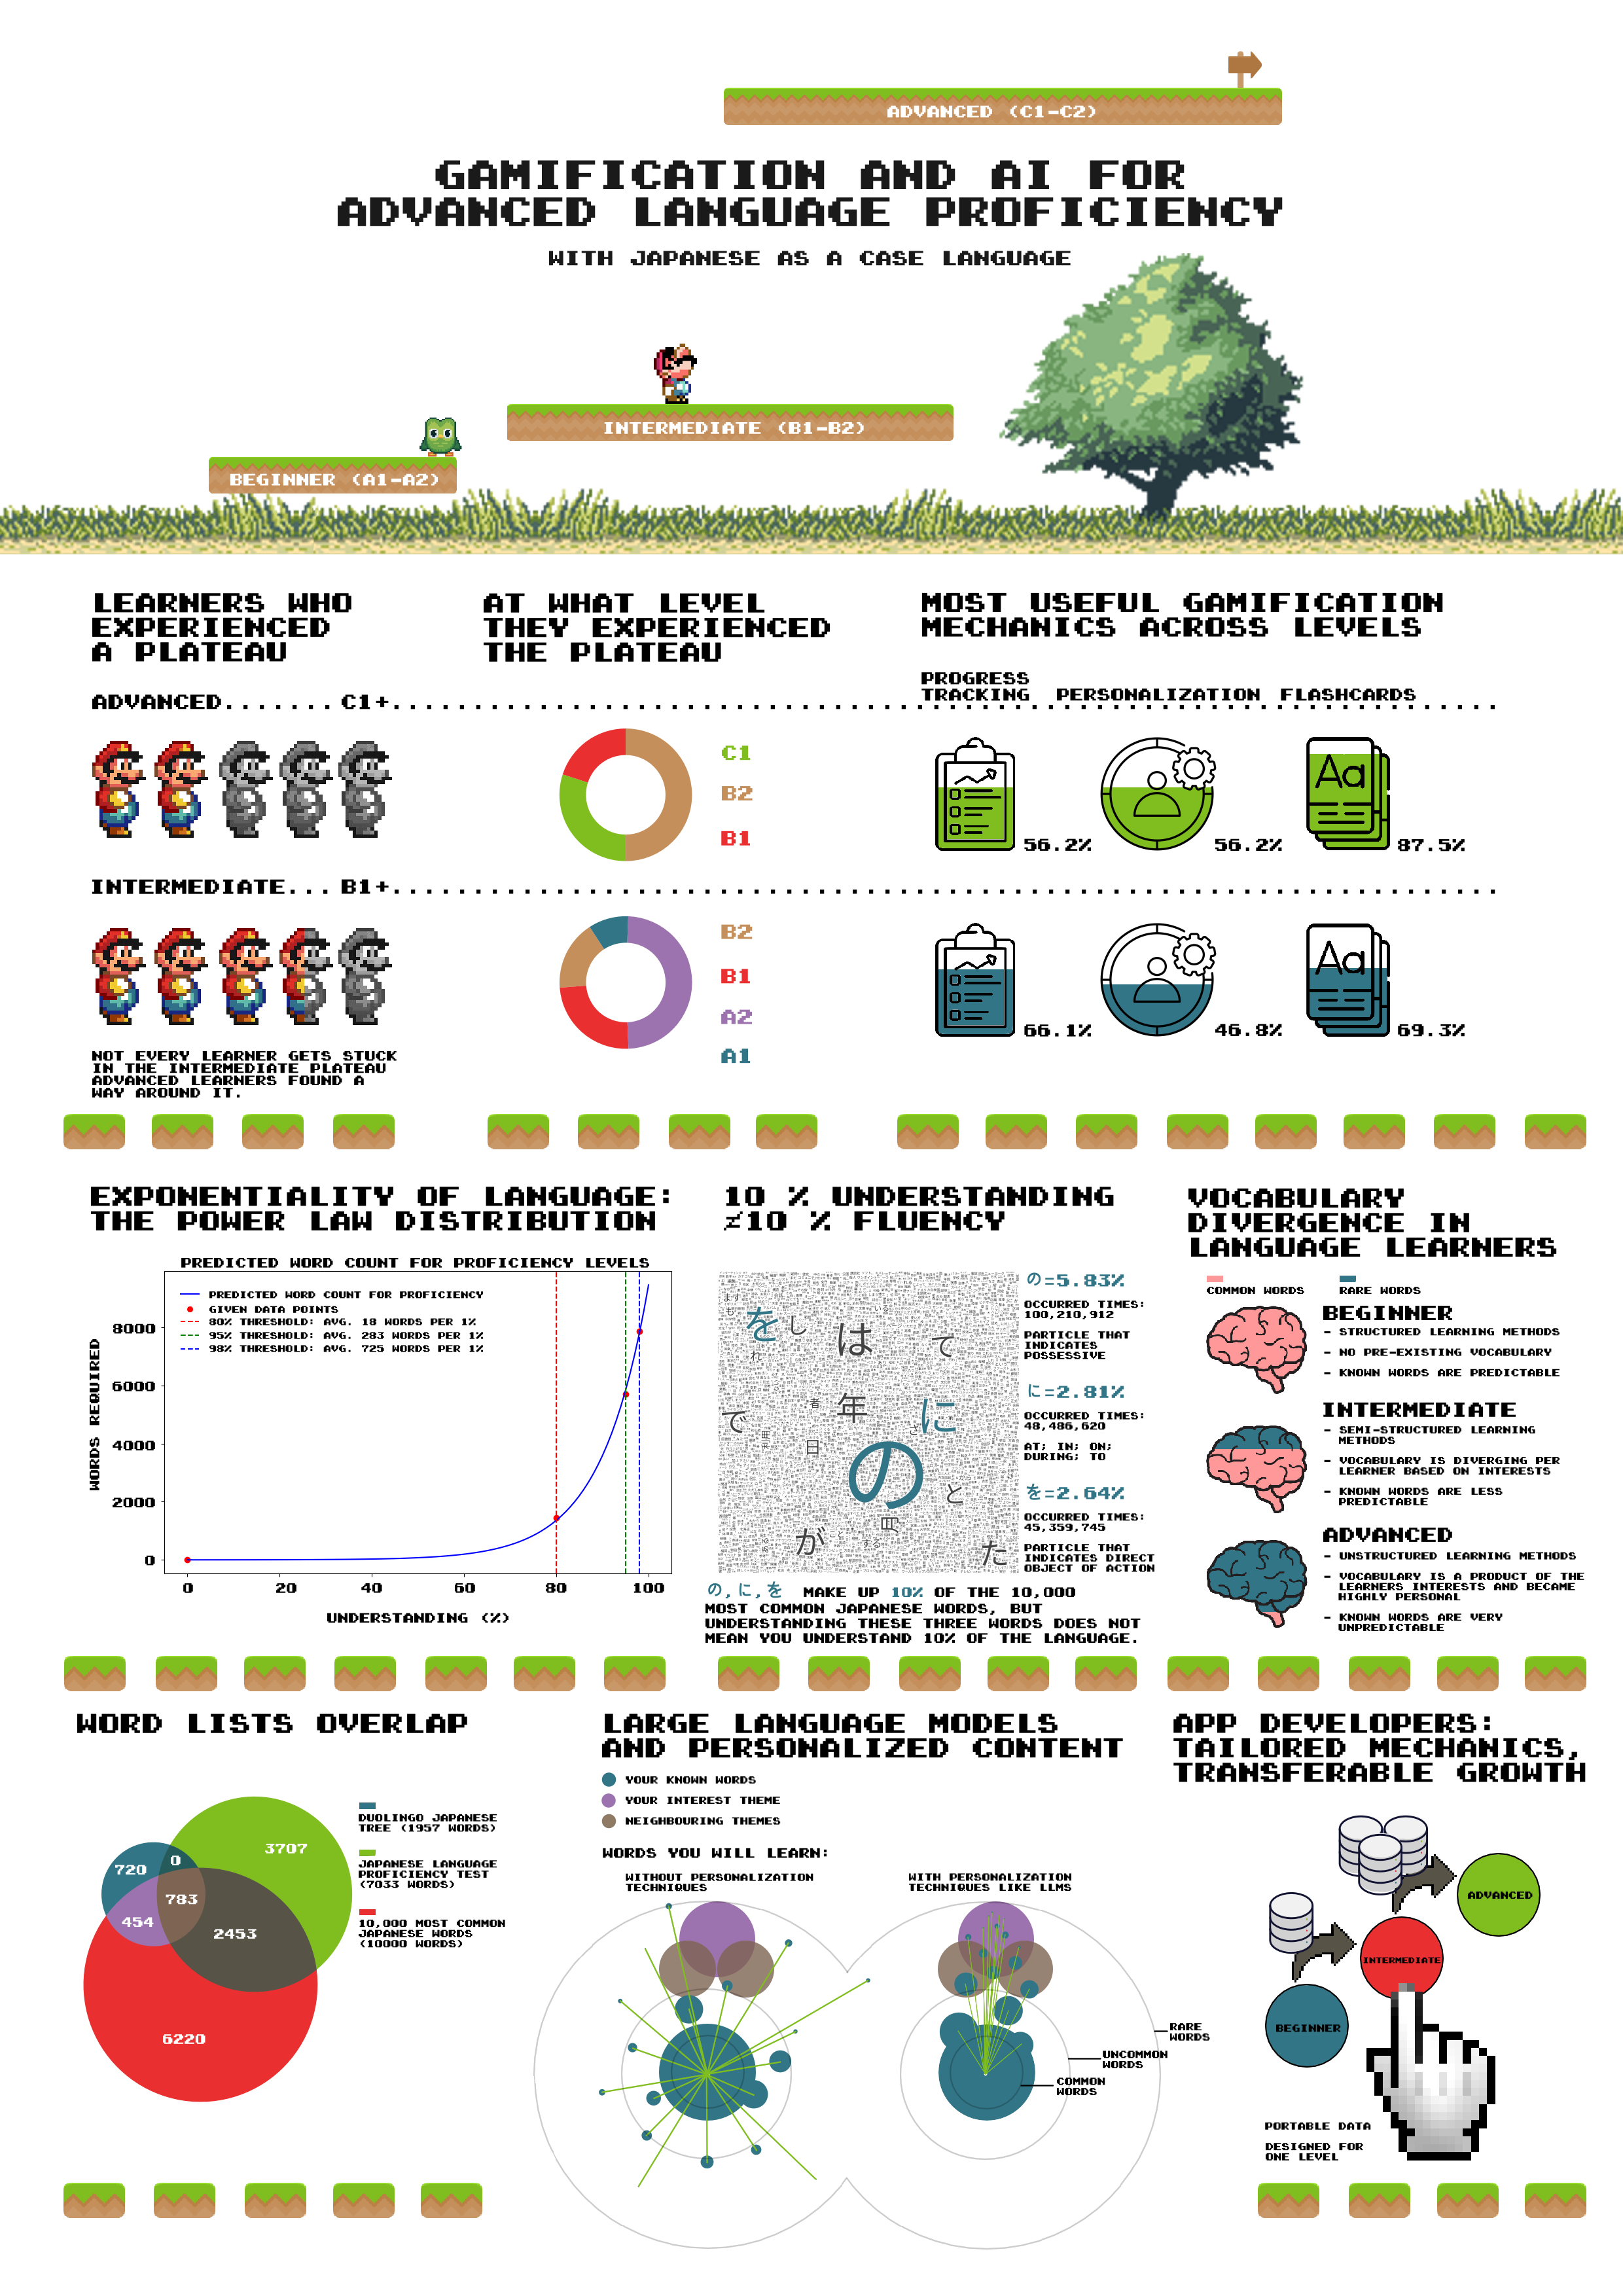 ADVANCED (C1-C2)
GAMIFICATION AND AI FOR
ADVANCED LANGUAGE PROFICIENCY
WITH JAPANESE AS A CASE LANGUAGE
INTERMEDIATE (B1-B2)
BEGINNER (A1-A2)
LEARNERS WHO
EXPERIENCED
A PLATEAU
AT WHAT LEVEL
THEY EXPERIENCED
THE PLATEAU
MOST USEFUL GAMIFICATION
MECHANICS ACROSS LEVELS
PROGRESS
TRACKING PERSONALIZATION FLASHCARDS
ADVANCED.......C1+
C1
B2
B1
Aa
56.2%
56.2%
87.5%
INTERMEDIATE...B1+
B2
B1
A2
A1
Aa
66.1%
46.8%
69.3%
NOT EVERY LEARNER GETS STUCK
IN THE INTERMEDIATE PLATEAU
ADVANCED LEARNERS FOUND A
WAY AROUND IT.
EXPONENTIALITY OF LANGUAGE:
THE POWER LAW DISTRIBUTION
PREDICTED WORD COUNT FOR PROFICIENCY LEVELS
PREDICTED WORD COUNT FOR PROFICIENCY
GIVEN DATA POINTS
80% THRESHOLD: AVG. 18 WORDS PER 1%
95% THRESHOLD: AVG. 283 WORDS PER 1%
98% THRESHOLD: AVG. 725 WORDS PER 1%
WORDS REQUIRED
8000
6000
4000
2000
0
0 20 40 60 80 100
UNDERSTANDING (%)
10 % UNDERSTANDING
≠10 % FLUENCY
を
し
は
て
れ
で
者
年
に
日
の
と
月
が
する
た
の=5.83%
OCCURRED TIMES:
100,210,912
PARTICLE THAT
INDICATES
POSSESSIVE
に=2.81%
OCCURRED TIMES:
48,486,620
AT; IN; ON;
DURING; TO
を=2.64%
OCCURRED TIMES:
45,359,745
PARTICLE THAT
INDICATES DIRECT
OBJECT OF ACTION
の, に, を MAKE UP 10% OF THE 10,000
MOST COMMON JAPANESE WORDS, BUT
UNDERSTANDING THESE THREE WORDS DOES NOT
MEAN YOU UNDERSTAND 10% OF THE LANGUAGE.
VOCABULARY
DIVERGENCE IN
LANGUAGE LEARNERS
COMMON WORDS
RARE WORDS
BEGINNER
- STRUCTURED LEARNING METHODS
- NO PRE-EXISTING VOCABULARY
- KNOWN WORDS ARE PREDICTABLE
INTERMEDIATE
- SEMI-STRUCTURED LEARNING
METHODS
- VOCABULARY IS DIVERGING PER
LEARNER BASED ON INTERESTS
- KNOWN WORDS ARE LESS
PREDICTABLE
ADVANCED
- UNSTRUCTURED LEARNING METHODS
- VOCABULARY IS A PRODUCT OF THE
LEARNERS INTERESTS AND BECAME
HIGHLY PERSONAL
- KNOWN WORDS ARE VERY
UNPREDICTABLE
WORD LISTS OVERLAP
3707
720
0
783
454
2453
6220
DUOLINGO JAPANESE
TREE (1957 WORDS)
JAPANESE LANGUAGE
PROFICIENCY TEST
(7033 WORDS)
10,000 MOST COMMON
JAPANESE WORDS
(10000 WORDS)
LARGE LANGUAGE MODELS
AND PERSONALIZED CONTENT
YOUR KNOWN WORDS
YOUR INTEREST THEME
NEIGHBOURING THEMES
WORDS YOU WILL LEARN:
WITHOUT PERSONALIZATION
TECHNIQUES
WITH PERSONALIZATION
TECHNIQUES LIKE LLMS
RARE
WORDS
UNCOMMON
WORDS
COMMON
WORDS
APP DEVELOPERS:
TAILORED MECHANICS,
TRANSFERABLE GROWTH
ADVANCED
INTERMEDIATE
BEGINNER
PORTABLE DATA
DESIGNED FOR
ONE LEVEL